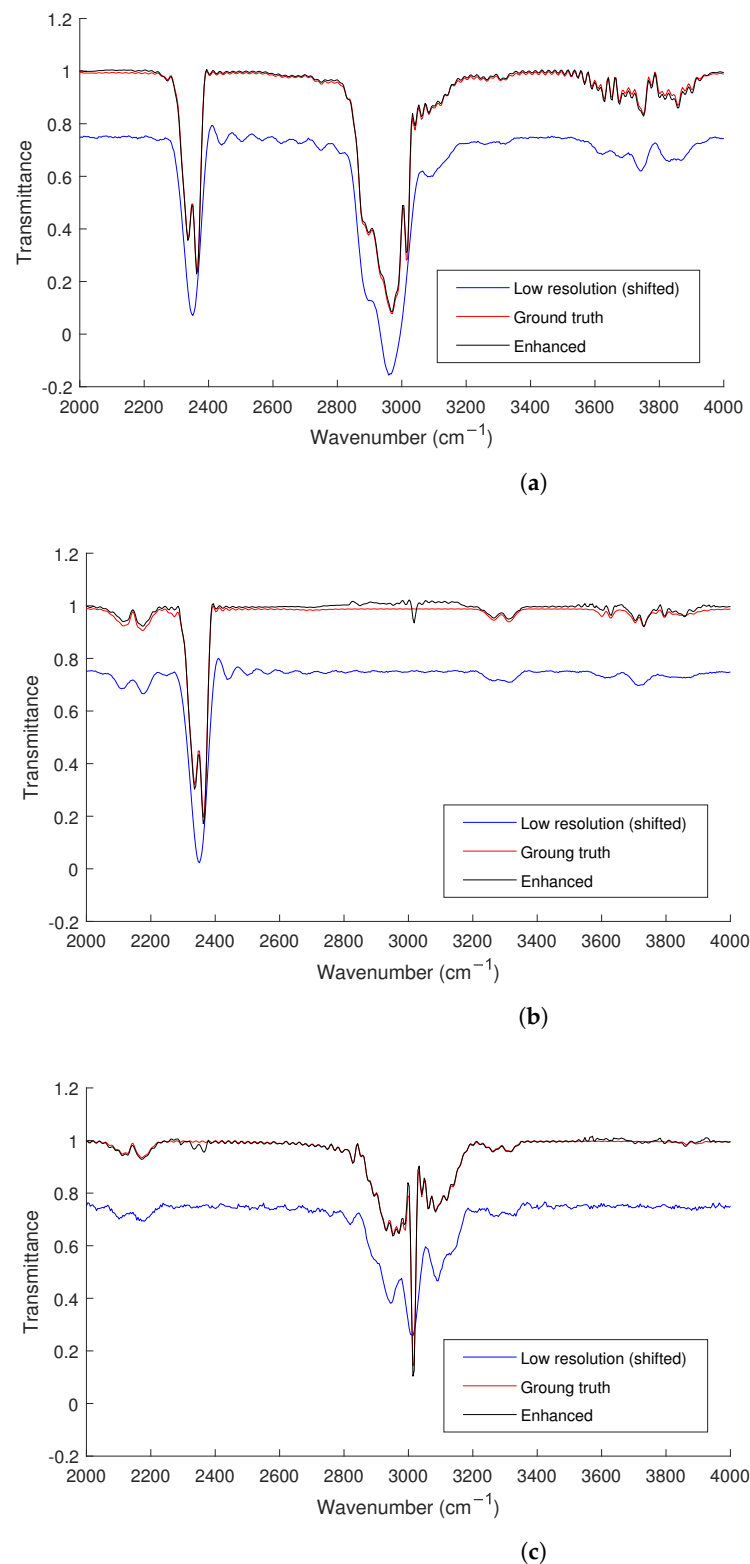 1.2
1
0.8
0.6
0.4
0.2
0
-0.2
Transmittance
Low resolution (shifted)
Ground truth
Enhanced
2000 2200 2400 2600 2800 3000 3200 3400 3600 3800 4000
Wavenumber (cm⁻¹)
(a)
1.2
1
0.8
0.6
0.4
0.2
0
-0.2
Transmittance
Low resolution (shifted)
Groung truth
Enhanced
2000 2200 2400 2600 2800 3000 3200 3400 3600 3800 4000
Wavenumber (cm⁻¹)
(b)
1.2
1
0.8
0.6
0.4
0.2
0
-0.2
Transmittance
Low resolution (shifted)
Groung truth
Enhanced
2000 2200 2400 2600 2800 3000 3200 3400 3600 3800 4000
Wavenumber (cm⁻¹)
(c)